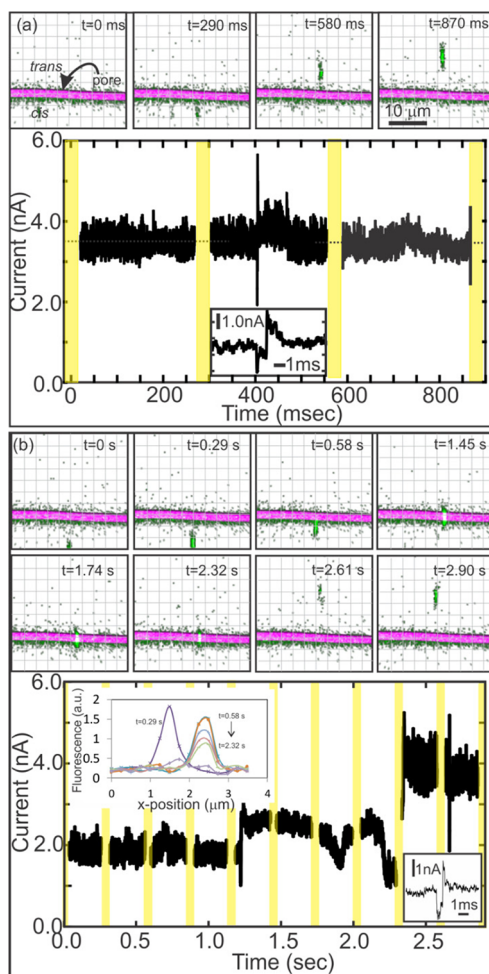 (a) t=0 ms t=290 ms t=580 ms t=870 ms
trans pore
cis
10 μm
6.0
4.0
2.0
0.0
Current (nA)
1.0nA
1ms
0 200 400 600 800
Time (msec)
(b) t=0 s t=0.29 s t=0.58 s t=1.45 s
t=1.74 s t=2.32 s t=2.61 s t=2.90 s
6.0
4.0
2.0
0.0
Current (nA)
Fluorescence (a.u.)
2
1.5
1
0.5
0
t=0.29 s
t=0.58 s
t=2.32 s
0 1 2 3 4
x-position (μm)
1nA
1ms
0.0 0.5 1.0 1.5 2.0 2.5
Time (sec)